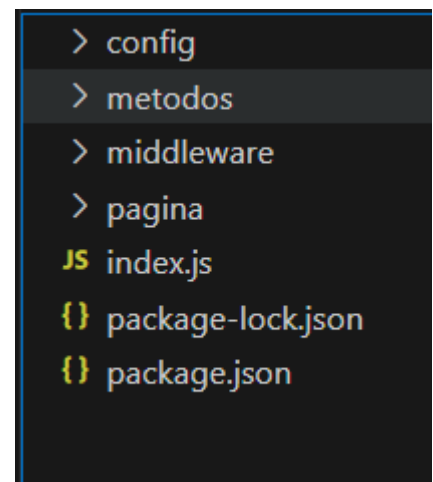 config
metodos
middleware
pagina
JS index.js
{} package-lock.json
{} package.json